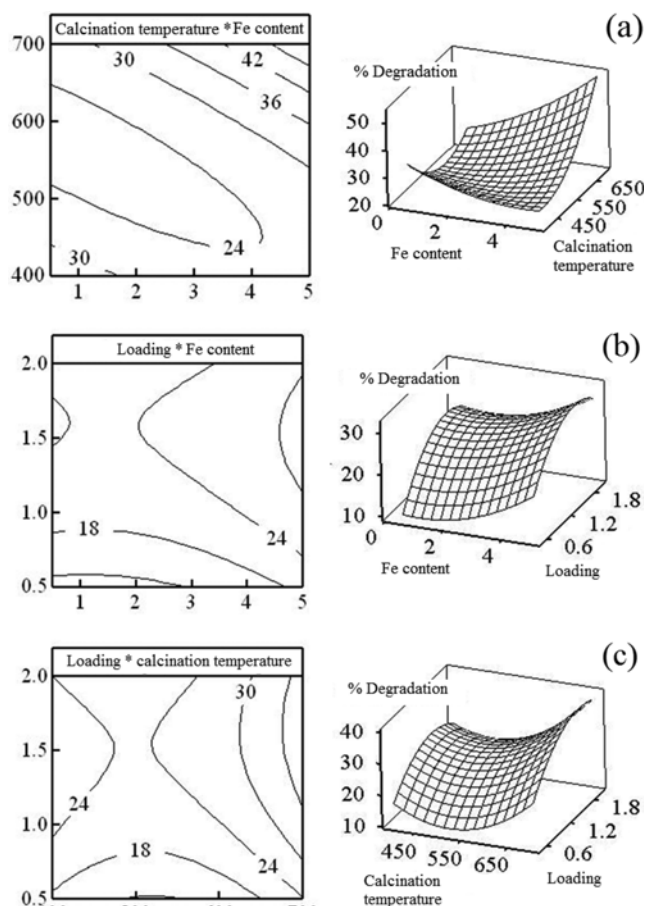 Calcination temperature * Fe content
700
600
500
400
30
42
36
24
30
1 2 3 4 5
(a)
% Degradation
50
40
30
20
0
2
4
Fe content
450
550
650
Calcination
temperature
Loading * Fe content
2.0
1.5
1.0
0.5
18
24
1 2 3 4 5
(b)
% Degradation
30
20
10
0
2
4
Fe content
0.6
1.2
1.8
Loading
Loading * calcination temperature
2.0
1.5
1.0
0.5
30
24
18
24
(c)
% Degradation
40
30
20
10
450
550
650
Calcination
temperature
0.6
1.2
1.8
Loading